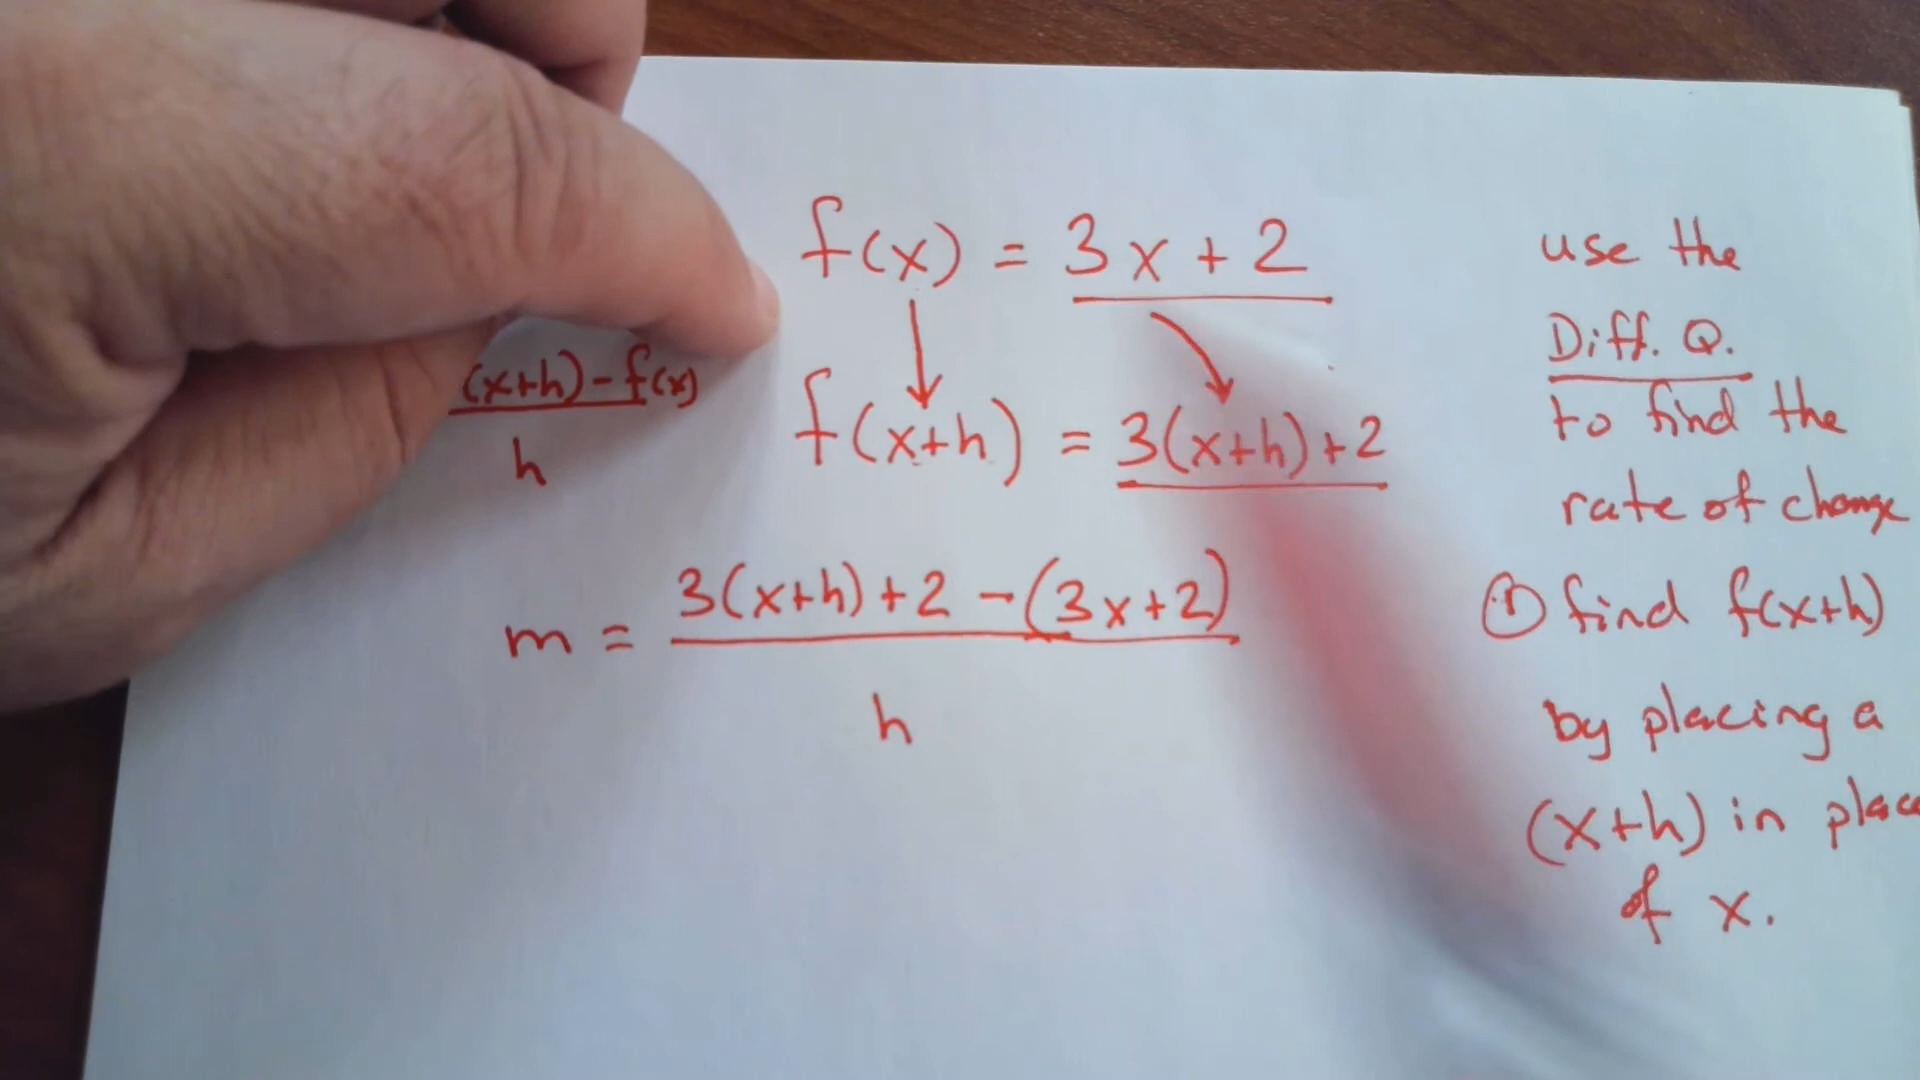 f(x) = 3x + 2
(x+h) - f(x)
h
f(x+h) = 3(x+h)+2
m = 3(x+h)+2 - (3x+2)
h
use the
Diff. Q.
to find the
rate of change
① find f(x+h)
by placing a
(x+h) in place
of x.